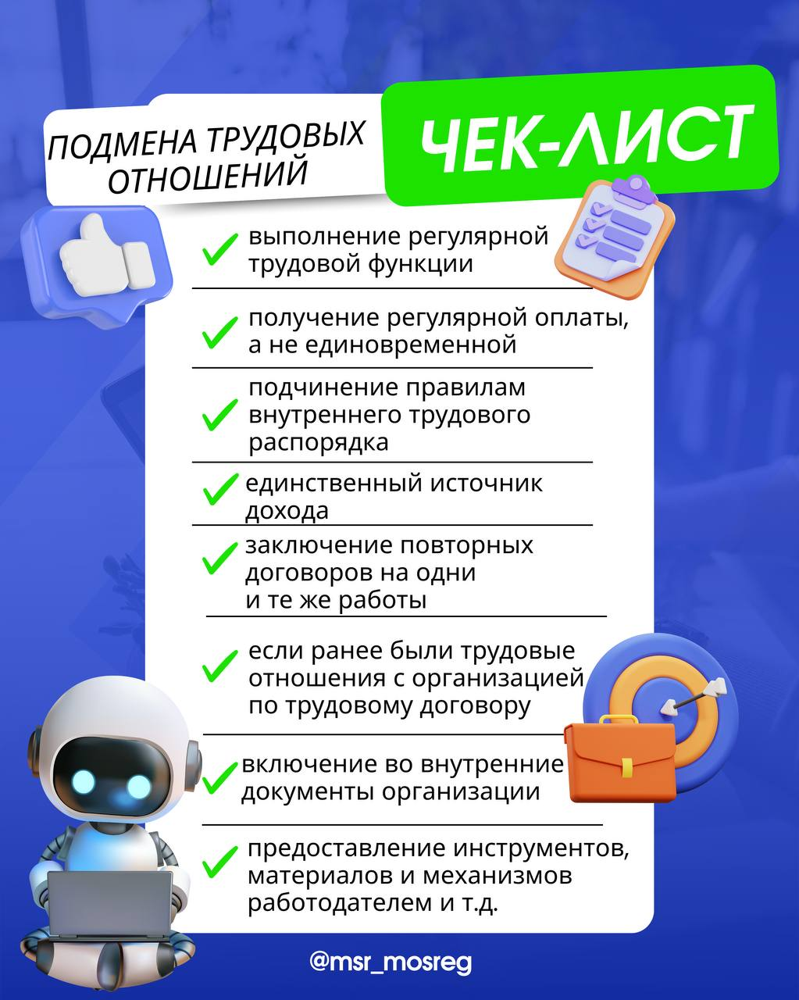 ПОДМЕНА ТРУДОВЫХ
ОТНОШЕНИЙ
ЧЕК-ЛИСТ
выполнение регулярной
трудовой функции
получение регулярной оплаты,
а не единовременной
подчинение правилам
внутреннего трудового
распорядка
единственный источник
дохода
заключение повторных
договоров на одни
и те же работы
если ранее были трудовые
отношения с организацией
по трудовому договору
включение во внутренние
документы организации
предоставление инструментов,
материалов и механизмов
работодателем и т.д.
@msr_mosreg